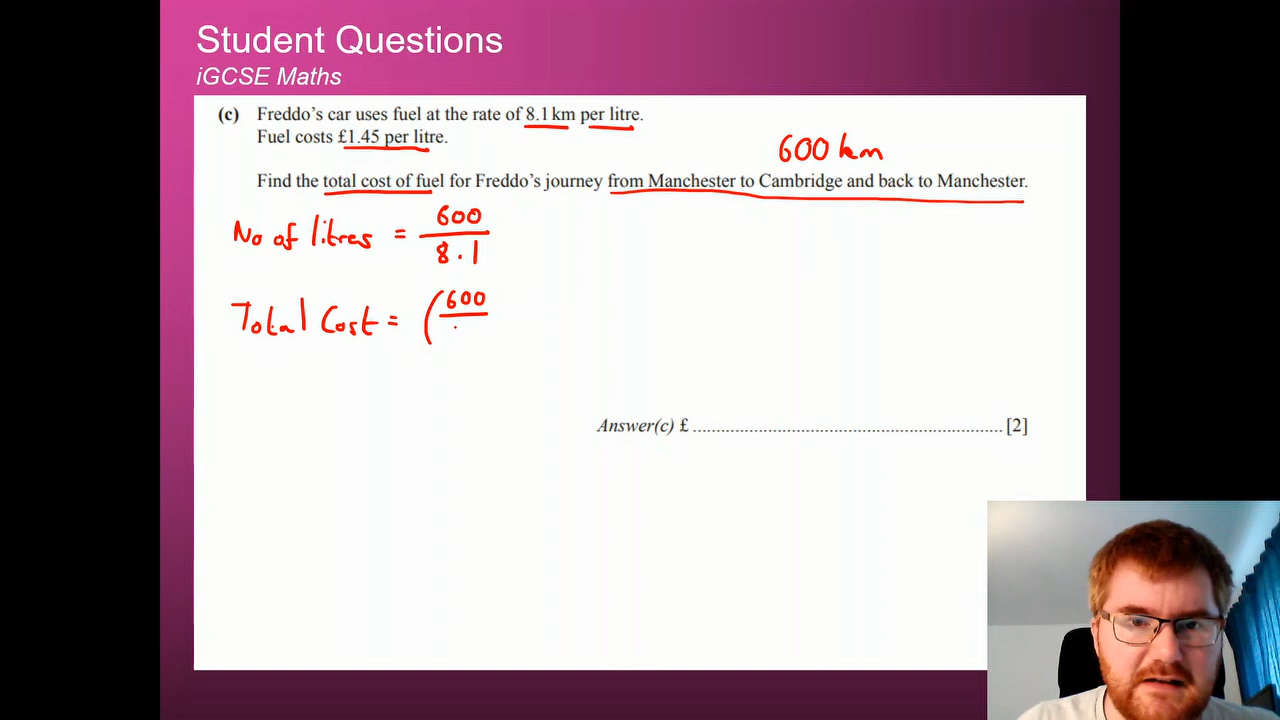 Student Questions
iGCSE Maths
(c) Freddo's car uses fuel at the rate of 8.1 km per litre.
Fuel costs £1.45 per litre.
600 km
Find the total cost of fuel for Freddo's journey from Manchester to Cambridge and back to Manchester.
No of litres = 600
8.1
Total Cost = (600
Answer(c) £ ............................................................... [2]